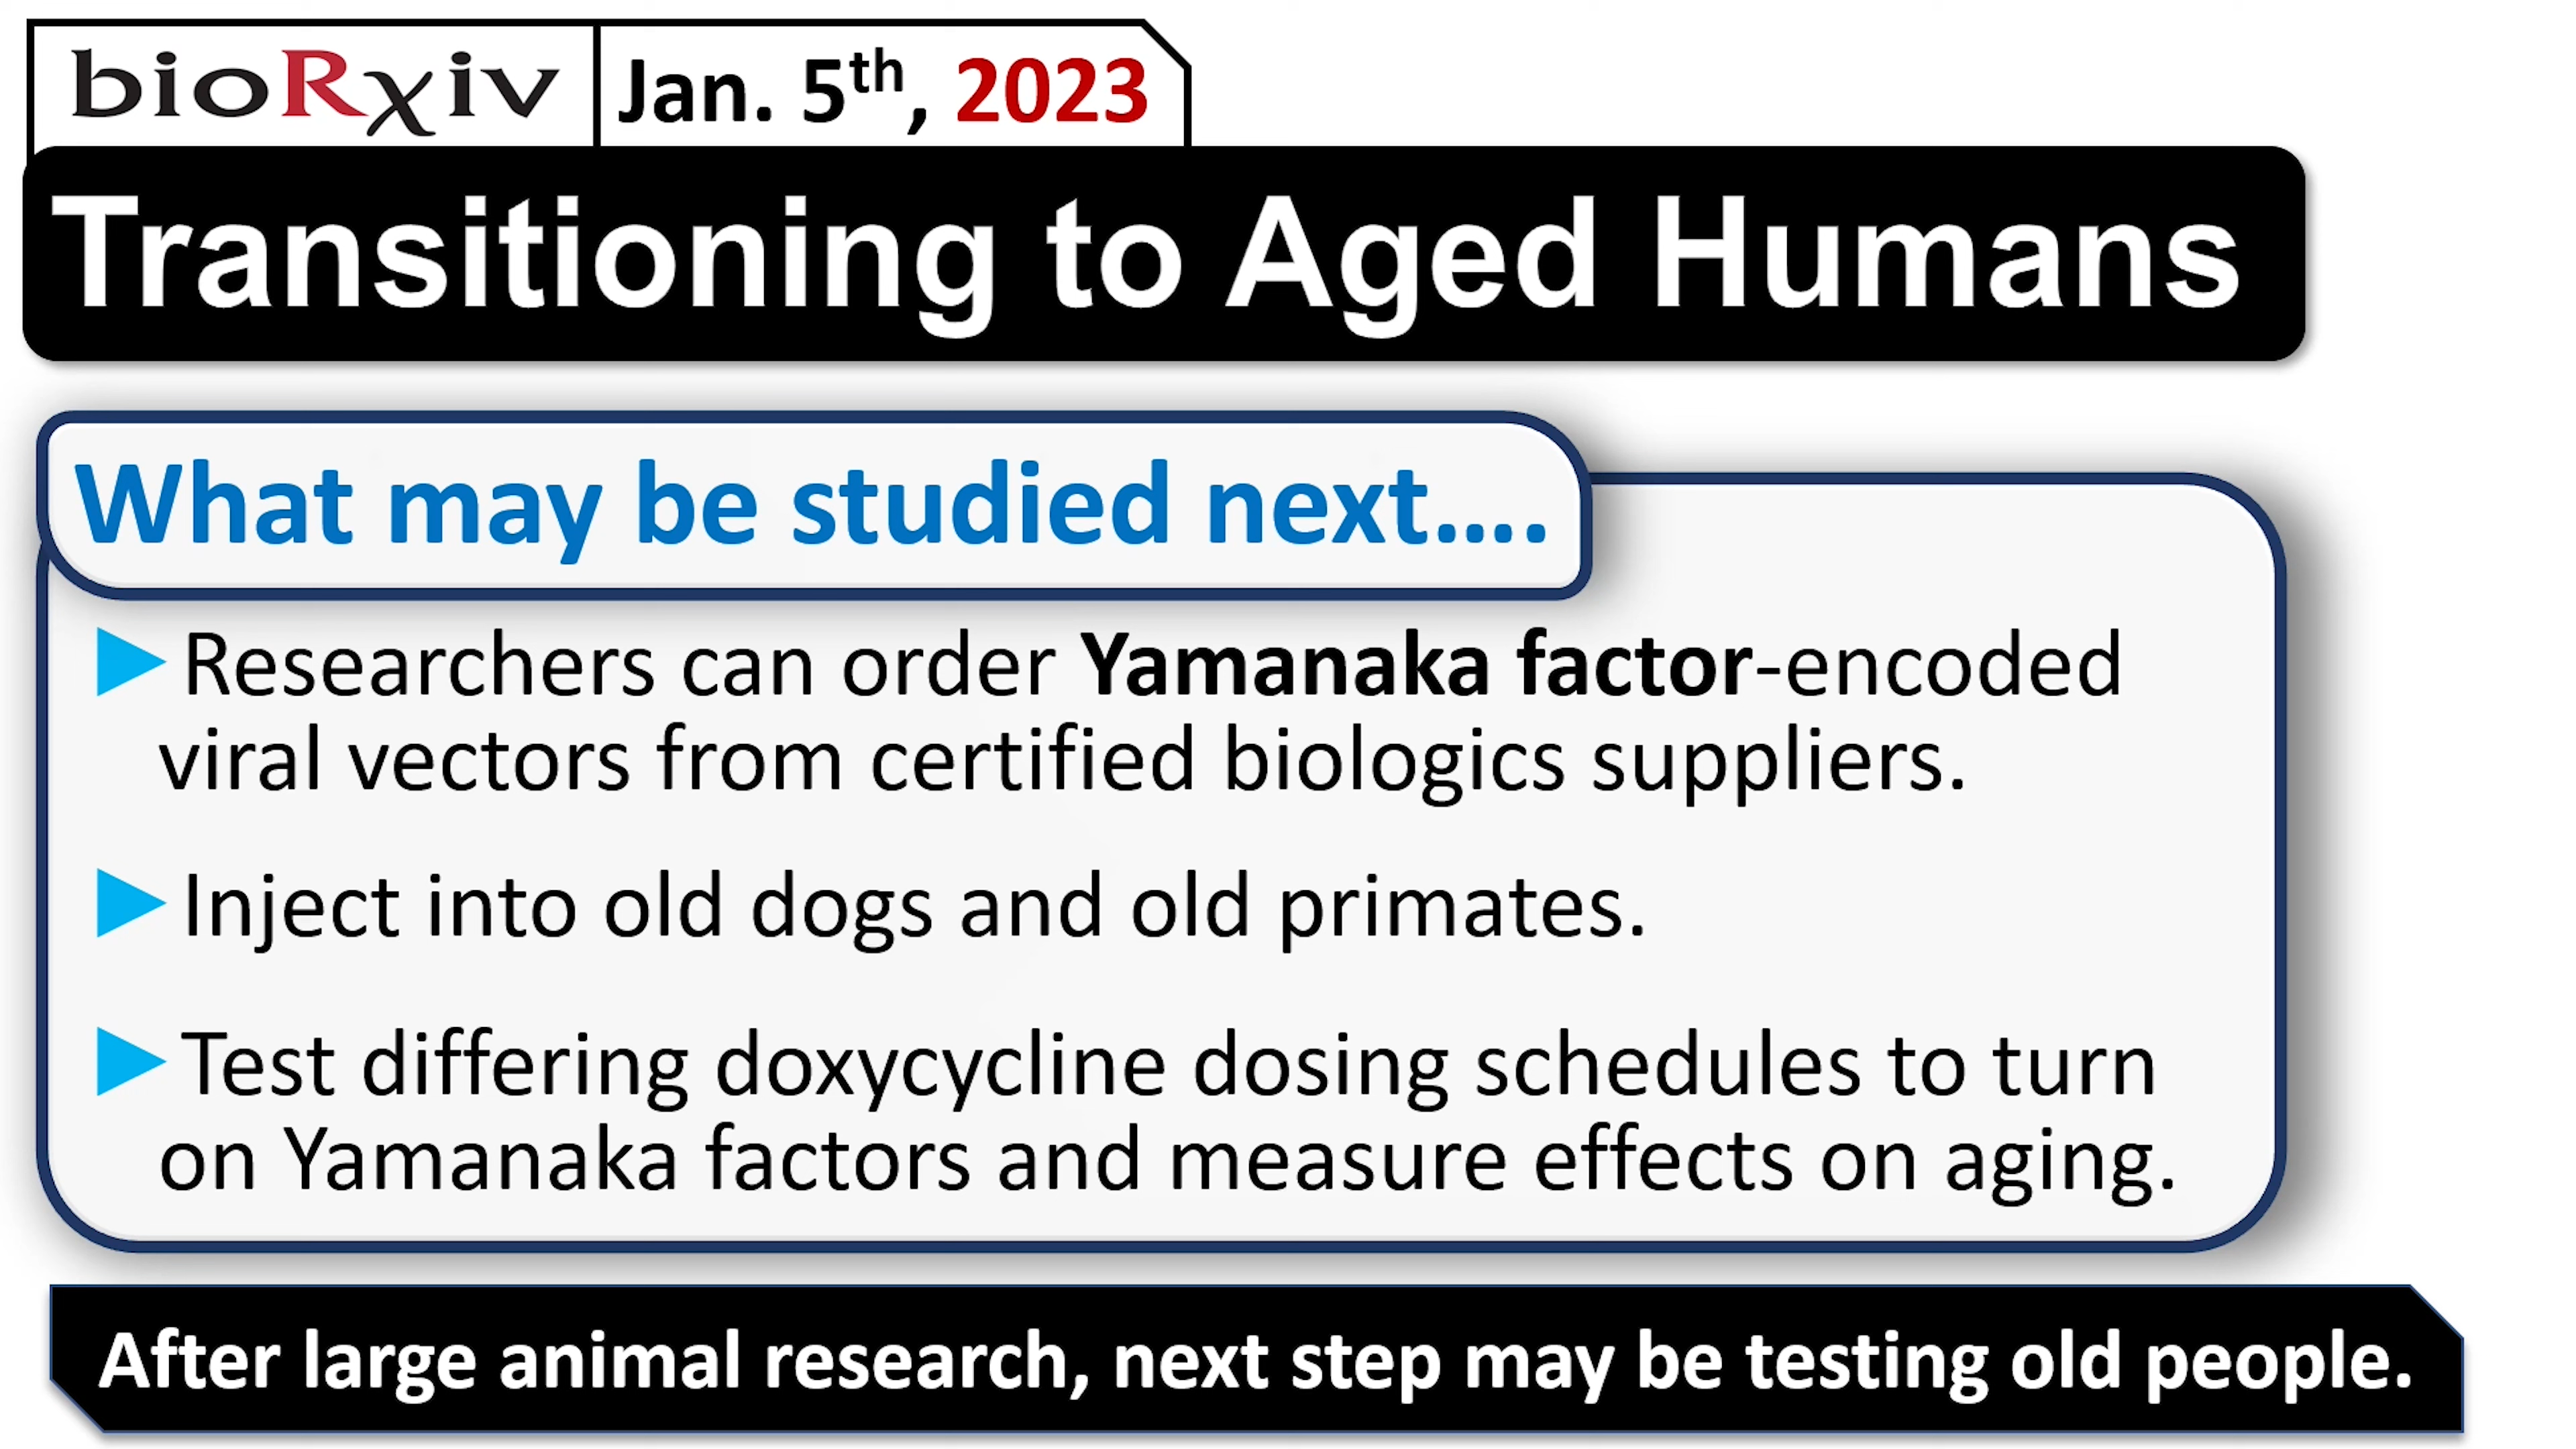 bioRxiv
Jan. 5th, 2023
Transitioning to Aged Humans
What may be studied next....
Researchers can order Yamanaka factor-encoded
viral vectors from certified biologics suppliers.
Inject into old dogs and old primates.
Test differing doxycycline dosing schedules to turn
on Yamanaka factors and measure effects on aging.
After large animal research, next step may be testing old people.